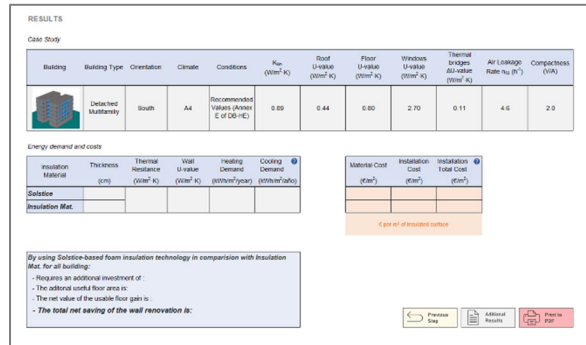 RESULTS
Case Study
Building
Building Type
Orientation
Climate
Conditions
Klim
(W/m² K)
Roof
U-value
(W/m² K)
Floor
U-value
(W/m² K)
Windows
U-value
(W/m² K)
Thermal
bridges
ΔU-value
(W/m² K)
Air Leakage
Rate n50 (h⁻¹)
Compactness
(V/A)
Detached
Multifamily
South
A4
Recommended
Values (Annex
E of DB-HE)
0.89
0.44
0.80
2.70
0.11
4.6
2.0
Energy demand and costs
Insulation
Material
Thickness
(cm)
Thermal
Resitance
(W/m² K)
Wall
U-value
(W/m² K)
Heating
Demand
(kWh/m²/year)
Cooling
Demand
(kWh/m²/año)
?
Material Cost
(€/m²)
Installation
Cost
(€/m²)
Installation
Total Cost
(€/m²)
?
Solstice
Insulation Mat.
€ per m² of insulated surface
By using Solstice-based foam insulation technology in comparision with Insulation
Mat. for all building:
- Requires an additional investment of :
- The aditonal useful floor area is:
- The net value of the usable floor gain is :
- The total net saving of the wall renovation is:
Previous
Step
Aditional
Results
Print to
PDF